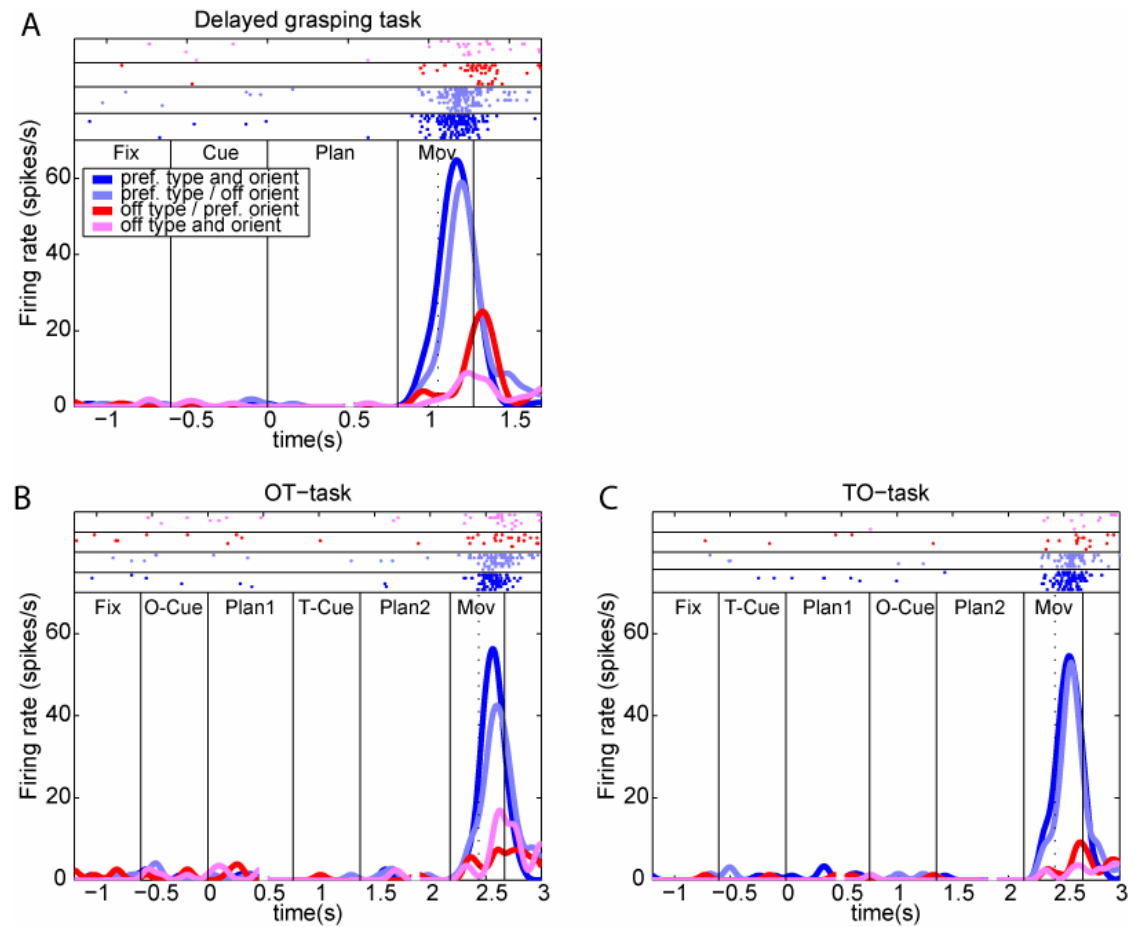 A
Delayed grasping task
Fix Cue Plan Mov
pref. type and orient
pref. type / off orient
off type / pref. orient
off type and orient
Firing rate (spikes/s)
60
40
20
0
−1 −0.5 0 0.5 1 1.5
time(s)
B
OT−task
Fix O-Cue Plan1 T-Cue Plan2 Mov
Firing rate (spikes/s)
60
40
20
0
−1 −0.5 0 0.5 1 1.5 2 2.5 3
time(s)
C
TO−task
Fix T-Cue Plan1 O-Cue Plan2 Mov
Firing rate (spikes/s)
60
40
20
0
−1 −0.5 0 0.5 1 1.5 2 2.5 3
time(s)